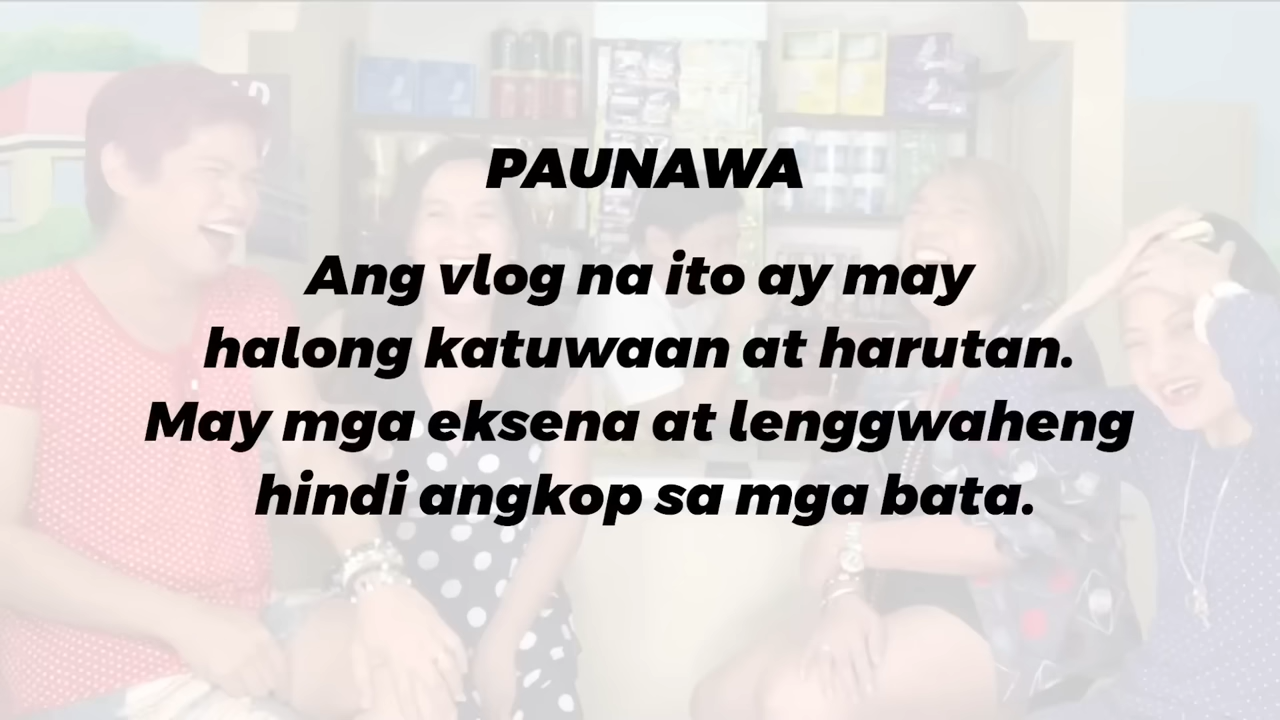 PAUNAWA
Ang vlog na ito ay may
halong katuwaan at harutan.
May mga eksena at lenggwaheng
hindi angkop sa mga bata.